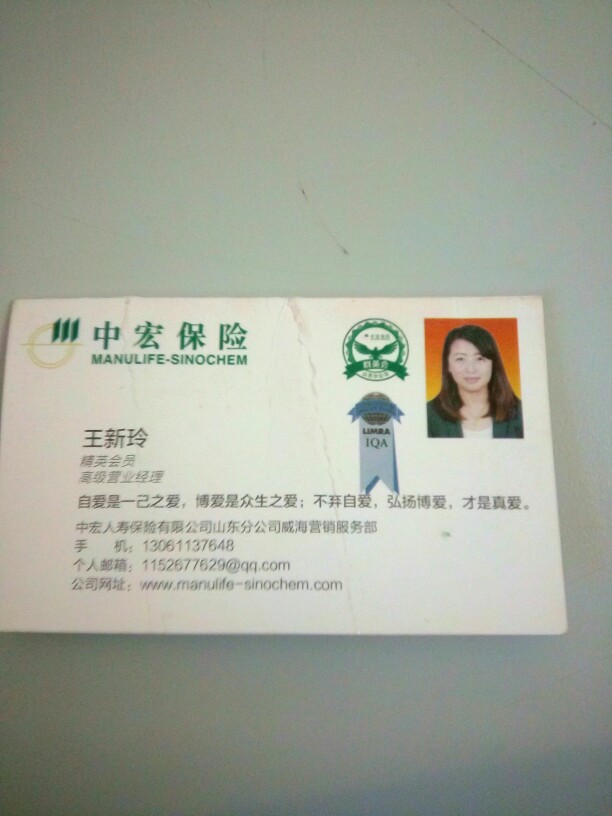 中宏保险
MANULIFE-SINOCHEM
群英会
LIMRA
IQA
王新玲
精英会员
高级营业经理
自爱是一己之爱，博爱是众生之爱；不弃自爱，弘扬博爱，才是真爱。
中宏人寿保险有限公司山东分公司威海营销服务部
手 机：13061137648
个人邮箱：1152677629@qq.com
公司网址：www.manulife-sinochem.com